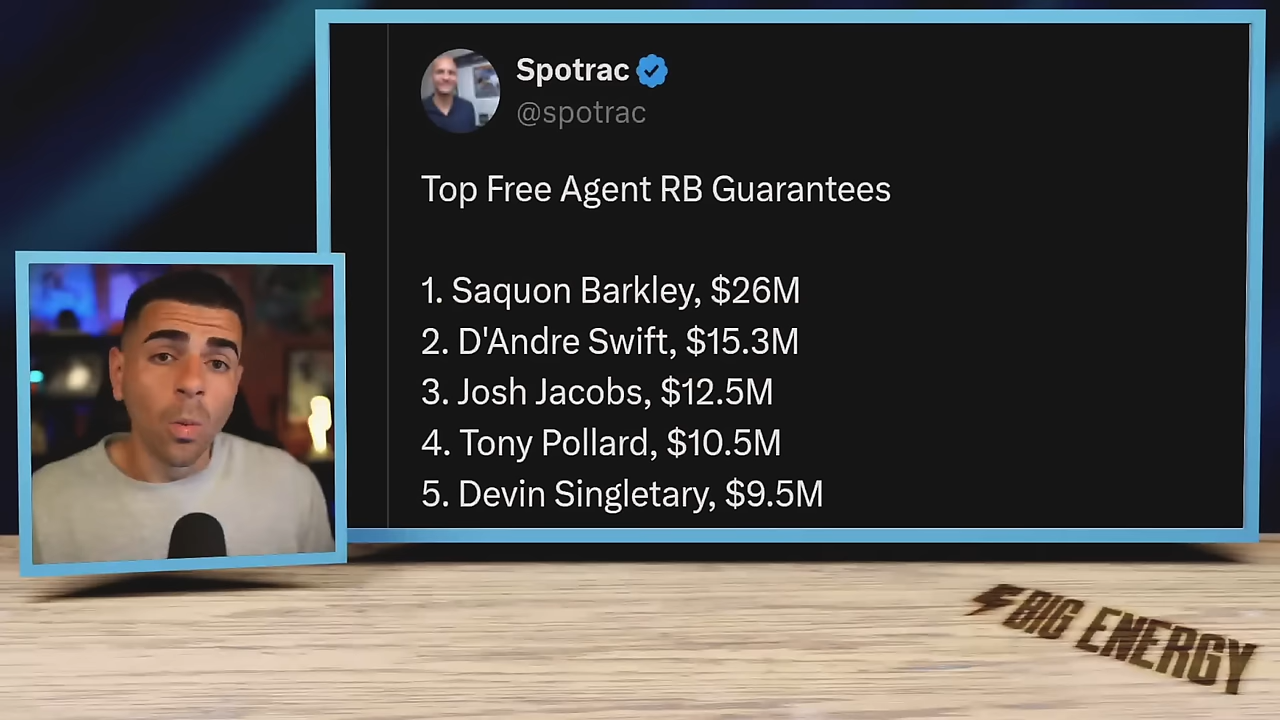 Spotrac
@spotrac
Top Free Agent RB Guarantees
1. Saquon Barkley, $26M
2. D'Andre Swift, $15.3M
3. Josh Jacobs, $12.5M
4. Tony Pollard, $10.5M
5. Devin Singletary, $9.5M
BIG ENERGY